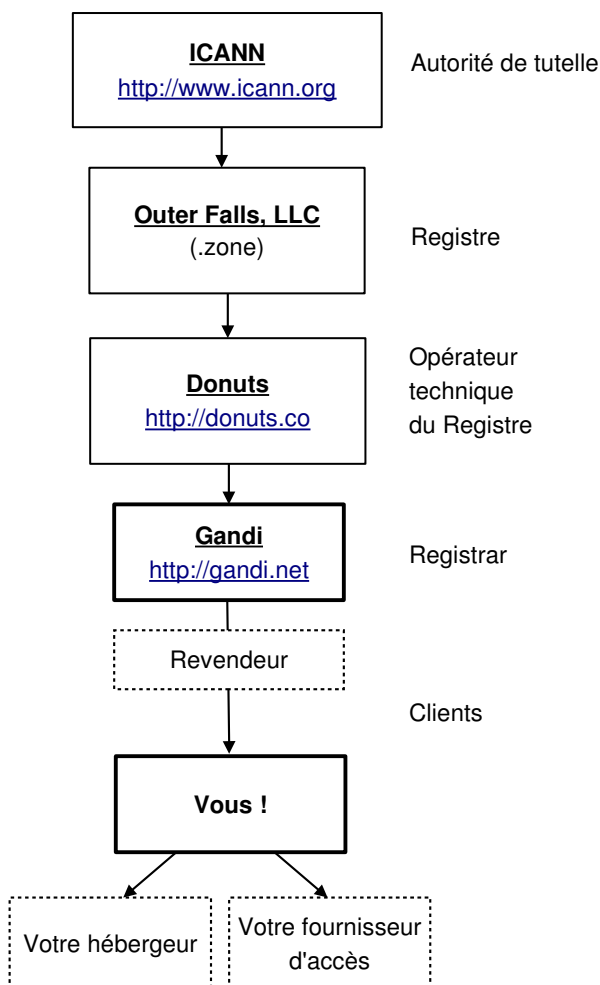 ICANN
http://www.icann.org
Autorité de tutelle
Outer Falls, LLC
(.zone)
Registre
Donuts
http://donuts.co
Opérateur
technique
du Registre
Gandi
http://gandi.net
Registrar
Revendeur
Clients
Vous !
Votre hébergeur
Votre fournisseur
d'accès